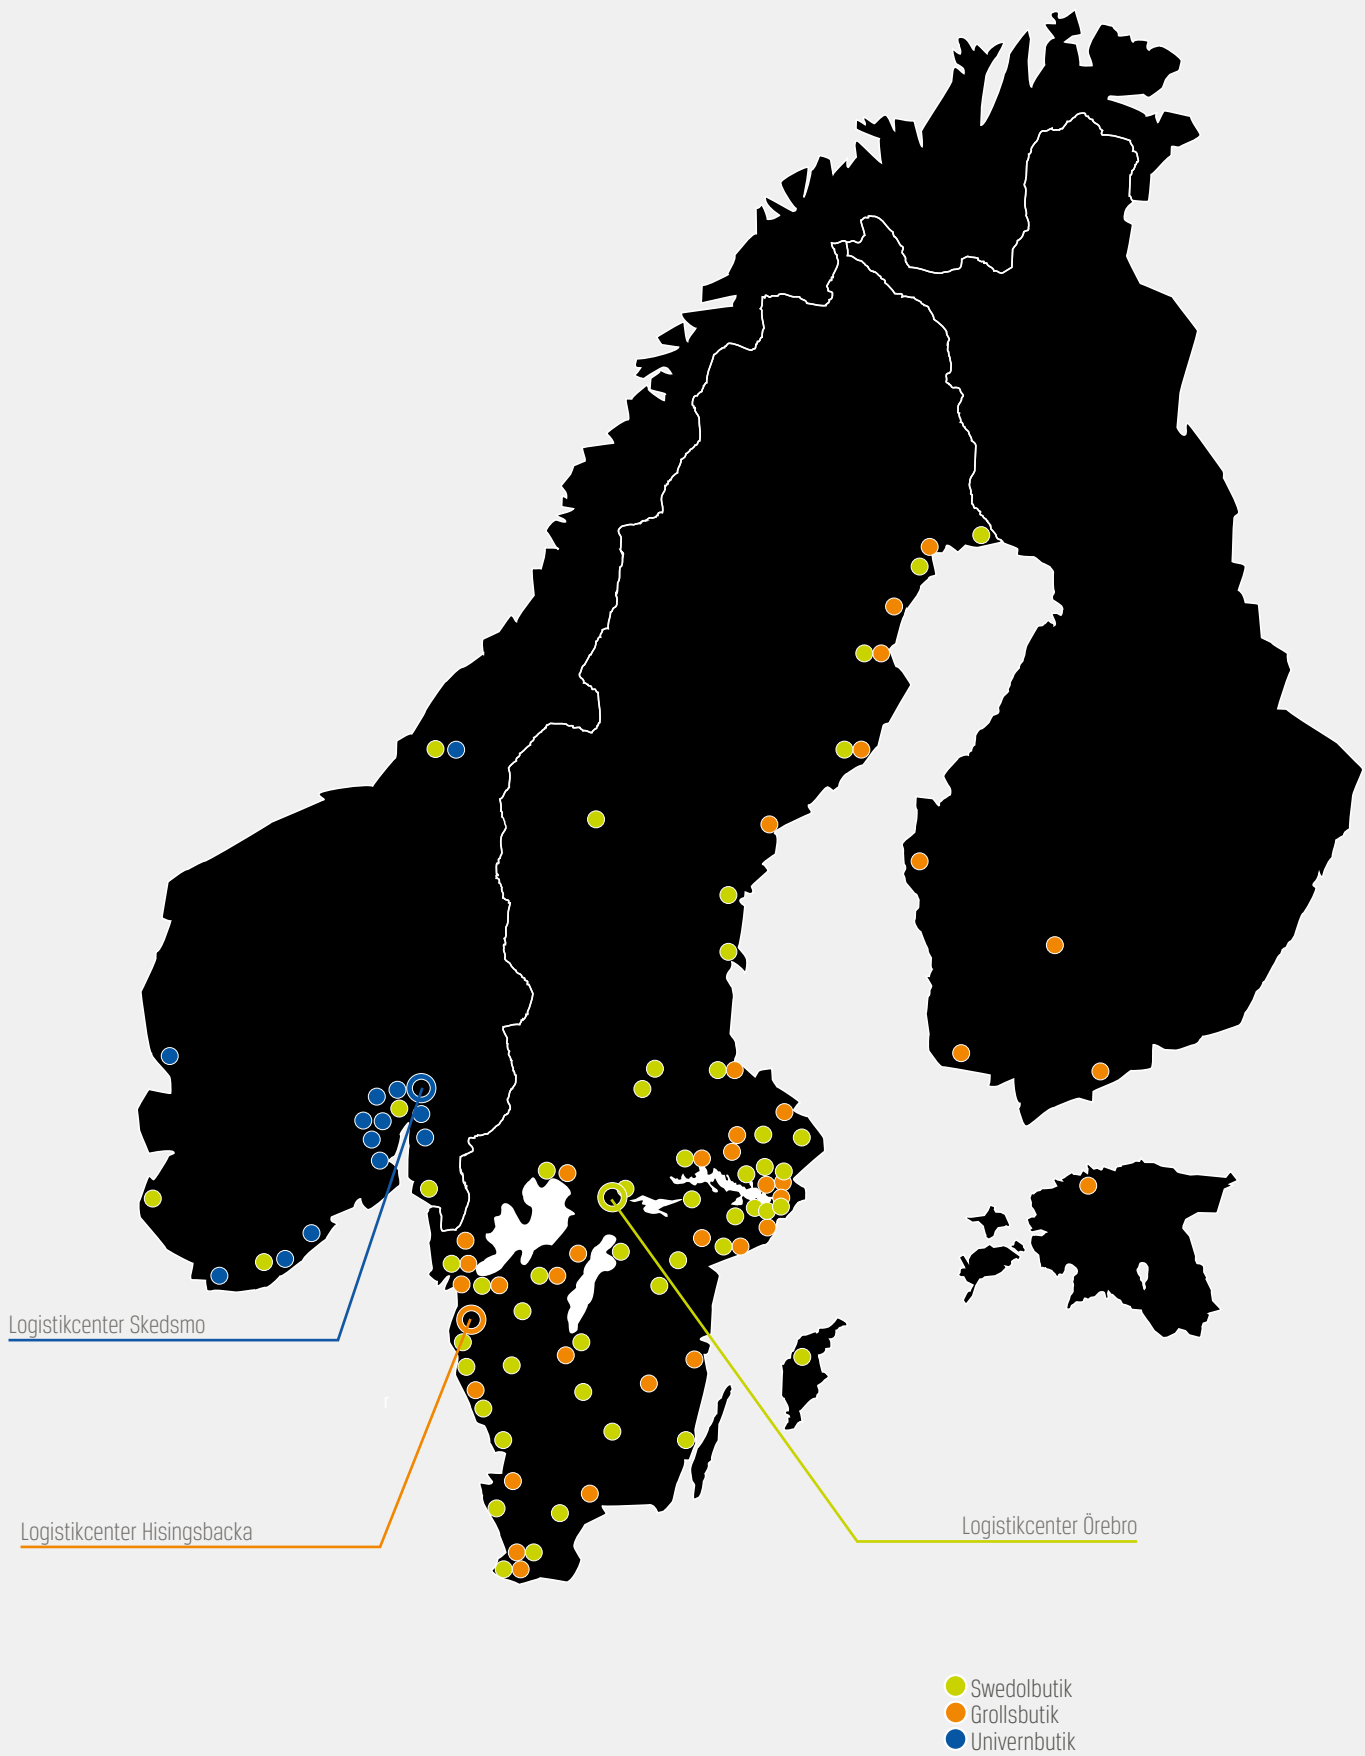 Logistikcenter Skedsmo
r
Logistikcenter Hisingsbacka
Logistikcenter Örebro
Swedolbutik
Grollsbutik
Univernbutik